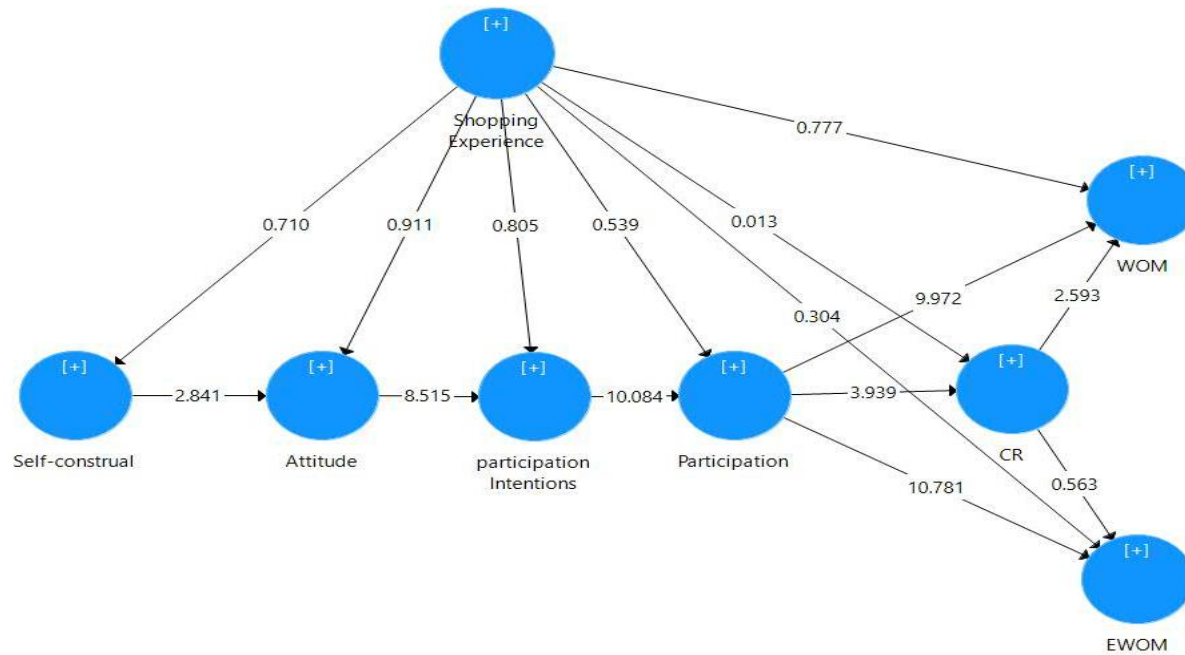 [+]
Shopping
Experience
0.777
[+]
WOM
0.710
0.911
0.805
0.539
0.013
9.972
2.593
0.304
[+]
Self-construal
2.841
[+]
Attitude
8.515
[+]
participation
Intentions
10.084
[+]
Participation
3.939
[+]
CR
10.781
0.563
[+]
EWOM